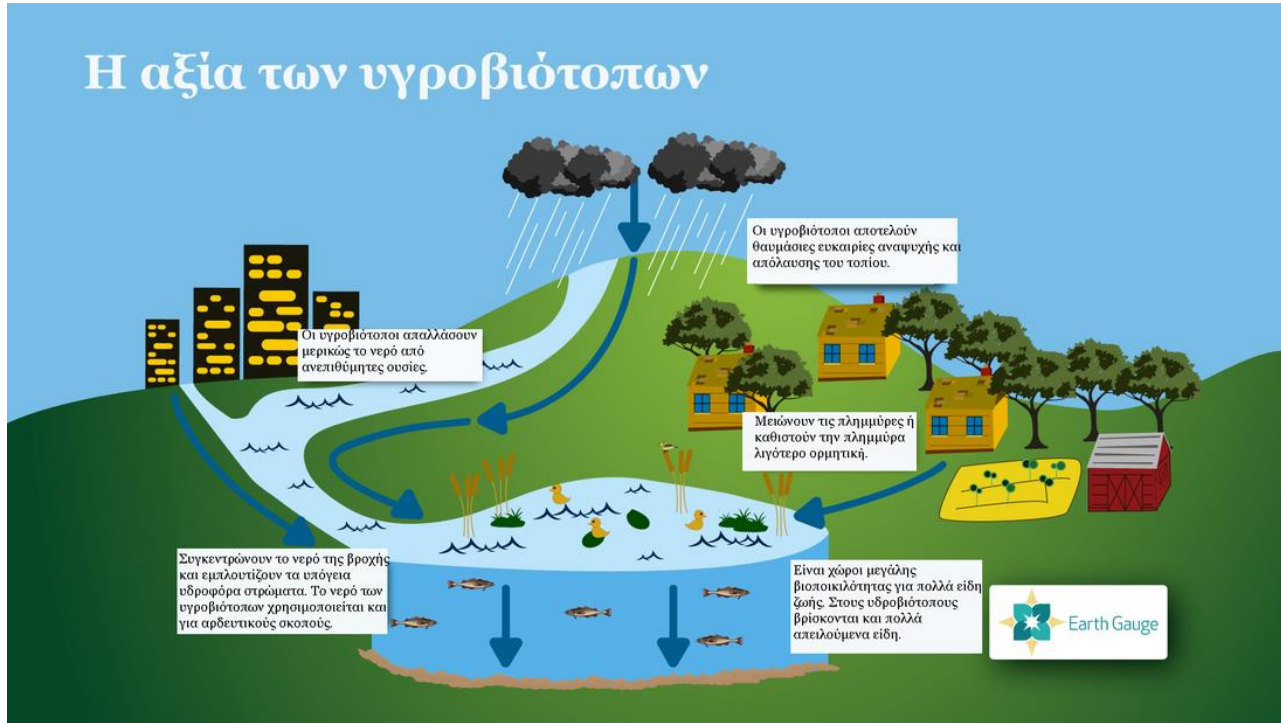 Η αξία των υγροβιότοπων
Οι υγροβιότοποι αποτελούν
θαυμάσιες ευκαιρίες αναψυχής και
απόλαυσης του τοπίου.
Οι υγροβιότοποι απαλλάσουν
μερικώς το νερό από
ανεπιθύμητες ουσίες.
Μειώνουν τις πλημμύρες ή
καθιστούν την πλημμύρα
λιγότερο ορμητική.
Συγκεντρώνουν το νερό της βροχής
και εμπλουτίζουν τα υπόγεια
υδροφόρα στρώματα. Το νερό των
υγροβιότοπων χρησιμοποιείται και
για αρδευτικούς σκοπούς.
Είναι χώροι μεγάλης
βιοποικιλότητας για πολλά είδη
ζωής. Στους υδροβιότοπους
βρίσκονται και πολλά
απειλούμενα είδη.
Earth Gauge